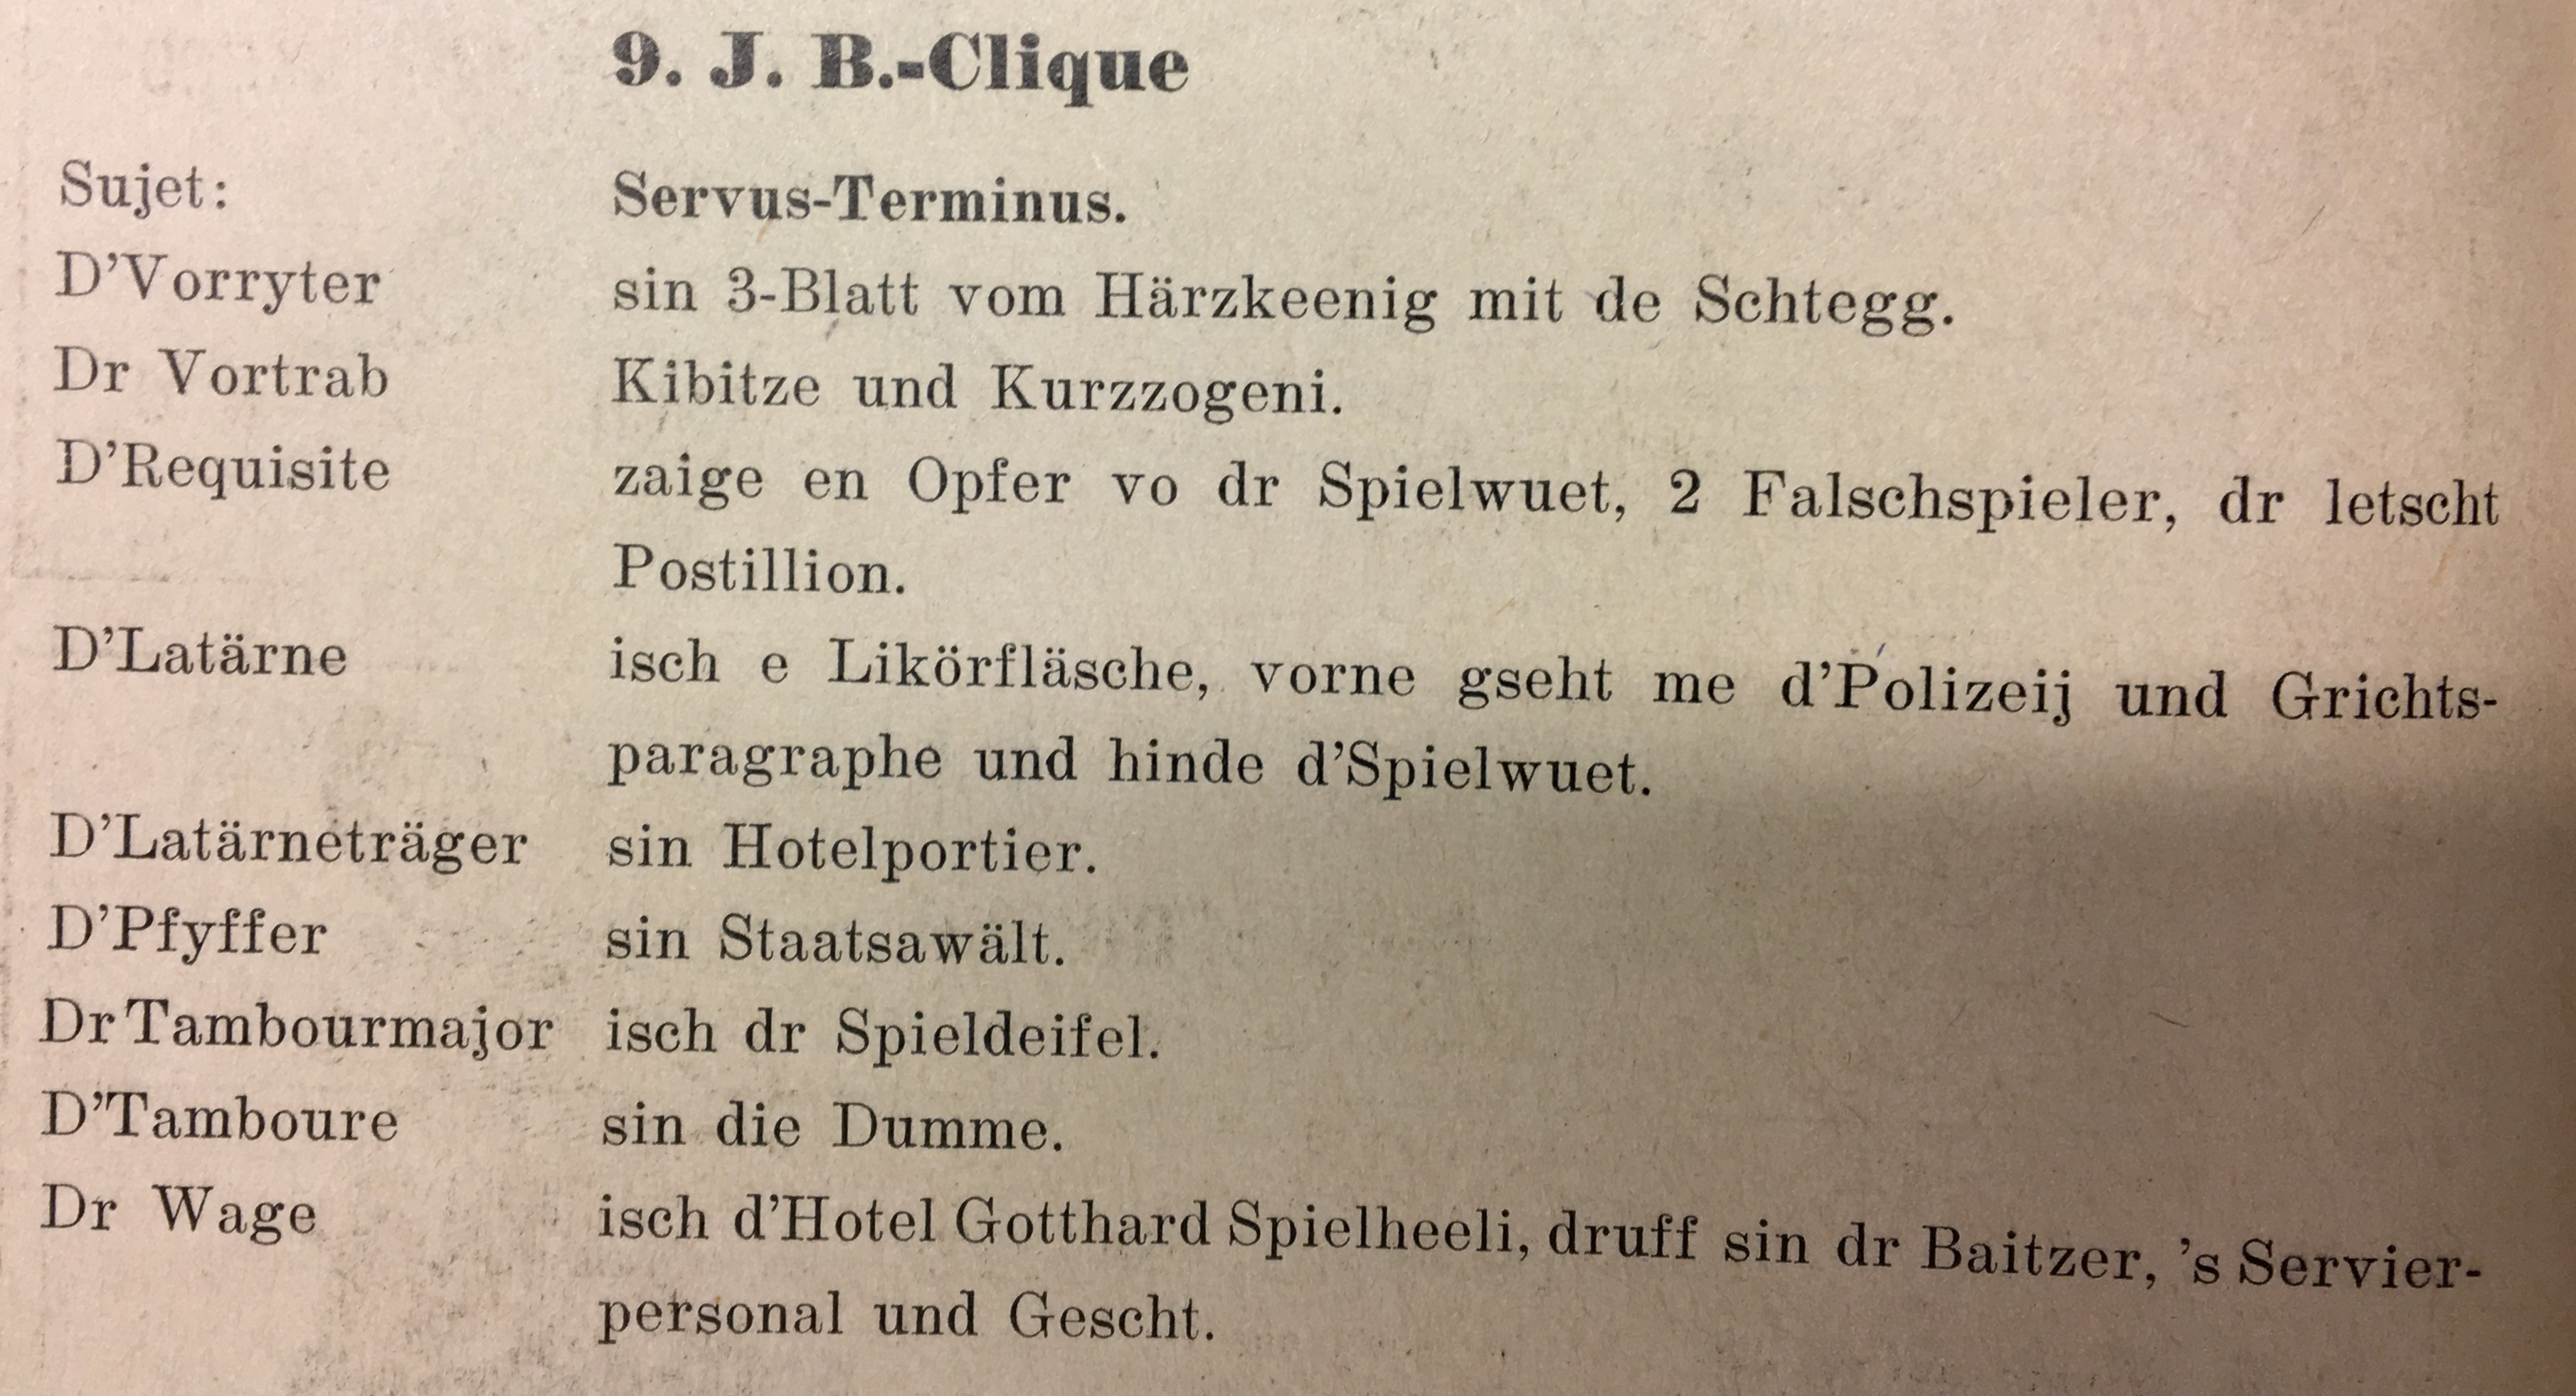 9. J. B.-Clique
Sujet: Servus-Terminus.
D'Vorryter sin 3-Blatt vom Härzkeenig mit de Schtegg.
Dr Vortrab Kibitze und Kurzzogeni.
D'Requisite zaige en Opfer vo dr Spielwuet, 2 Falschspieler, dr letscht
Postillion.
D'Latärne isch e Likörfläsche, vorne gseht me d'Polizeij und Grichts-
paragraphe und hinde d'Spielwuet.
D'Latärneträger sin Hotelportier.
D'Pfyffer sin Staatsawält.
Dr Tambourmajor isch dr Spieldeifel.
D'Tamboure sin die Dumme.
Dr Wage isch d'Hotel Gotthard Spielheeli, druff sin dr Baitzer, 's Servier-
personal und Gescht.